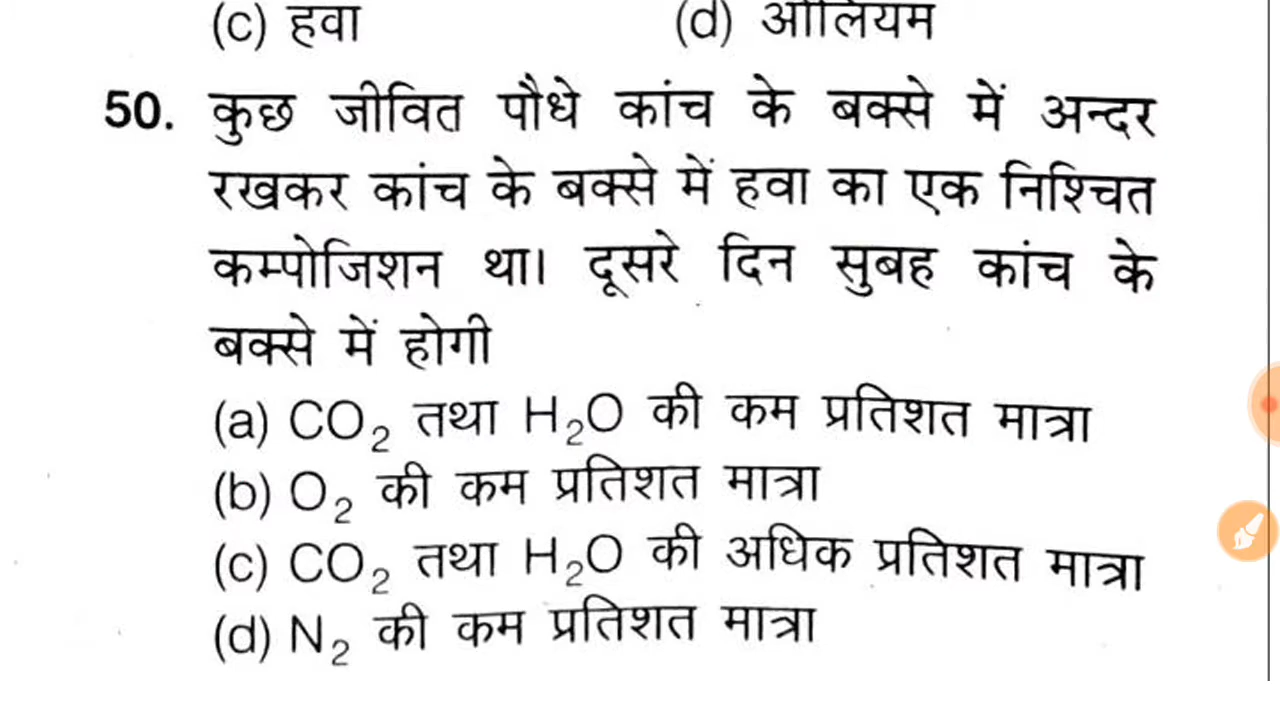 (c) हवा (d) ओलियम
50. कुछ जीवित पौधे कांच के बक्से में अन्दर
रखकर कांच के बक्से में हवा का एक निश्चित
कम्पोजिशन था। दूसरे दिन सुबह कांच के
बक्से में होगी
(a) CO₂ तथा H₂O की कम प्रतिशत मात्रा
(b) O₂ की कम प्रतिशत मात्रा
(c) CO₂ तथा H₂O की अधिक प्रतिशत मात्रा
(d) N₂ की कम प्रतिशत मात्रा